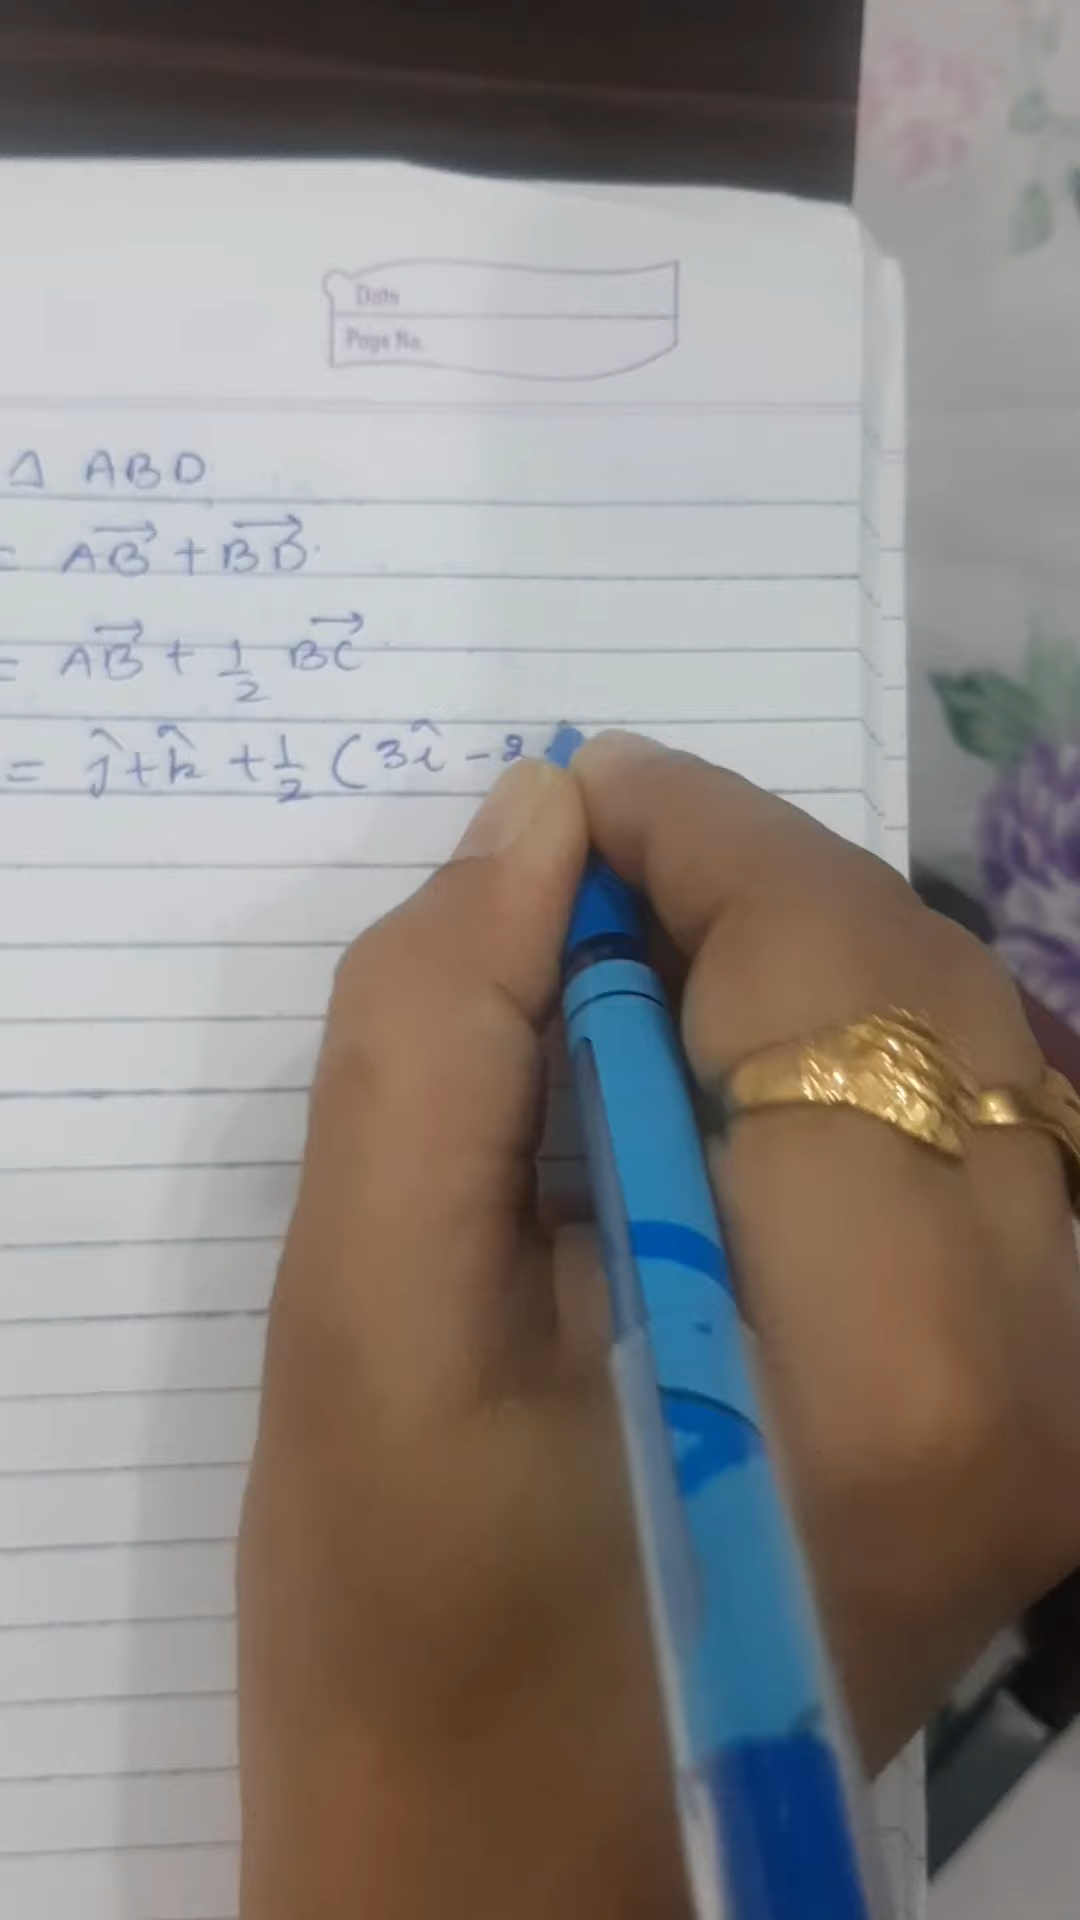 Date
Page No.
Δ ABD
= AB⃗ + BD⃗.
= AB⃗ + 1/2 BC⃗
= ĵ + k̂ + 1/2 ( 3î - 2